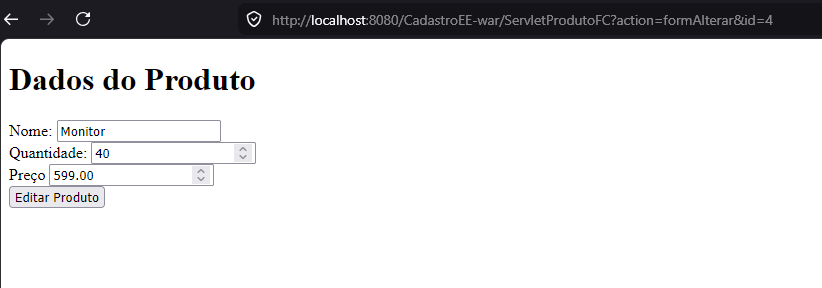 http://localhost:8080/CadastroEE-war/ServletProdutoFC?action=formAlterar&id=4
Dados do Produto
Nome: Monitor
Quantidade: 40
Preço 599.00
Editar Produto